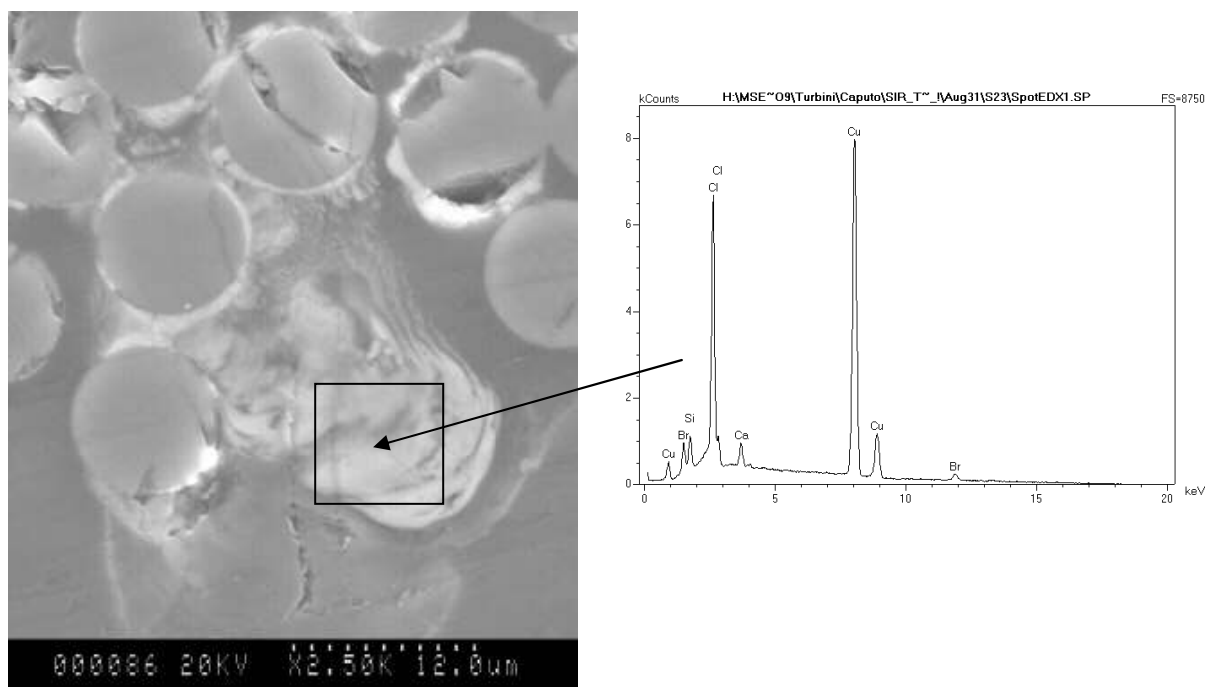 000086 20KV X2.50K 12.0um
kCounts H:\MSE~O9\Turbini\Caputo\SIR_T~_!\Aug31\S23\SpotEDX1.SP FS=8750
8
6
4
2
0
Cu
Cl
Cl
Si
Br
Cu
Ca
Cu
Br
0 5 10 15 20 keV